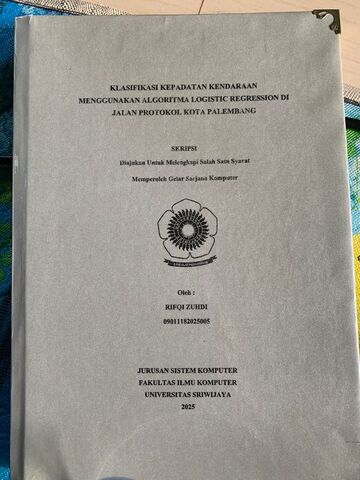 KLASIFIKASI KEPADATAN KENDARAAN
MENGGUNAKAN ALGORITMA LOGISTIC REGRESSION DI
JALAN PROTOKOL KOTA PALEMBANG
SKRIPSI
Diajukan Untuk Melengkapi Salah Satu Syarat
Memperoleh Gelar Sarjana Komputer
Oleh :
RIFQI ZUHDI
09011182025005
JURUSAN SISTEM KOMPUTER
FAKULTAS ILMU KOMPUTER
UNIVERSITAS SRIWIJAYA
2025